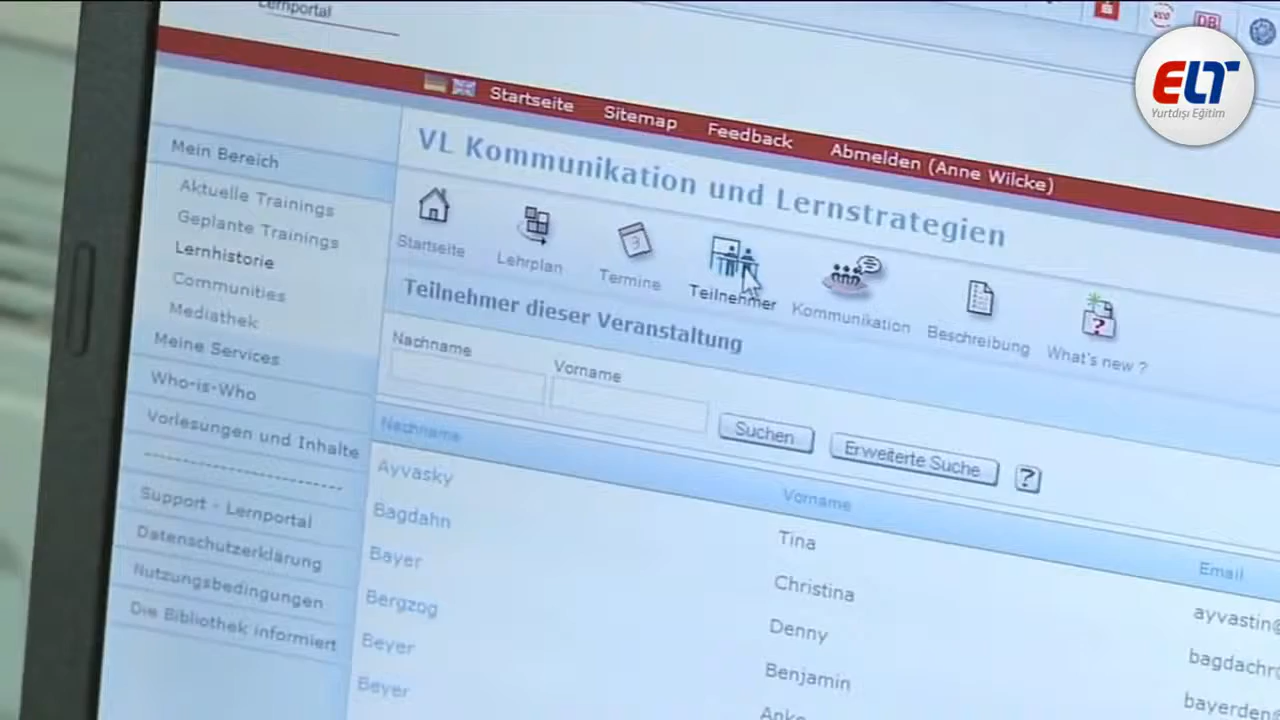 Lernportal
DB
ELT
Yurtdışı Eğitim
Startseite Sitemap Feedback Abmelden (Anne Wilcke)
VL Kommunikation und Lernstrategien
Startseite Lehrplan Termine Teilnehmer Kommunikation Beschreibung What's new ?
3
Mein Bereich
Aktuelle Trainings
Geplante Trainings
Lernhistorie
Communities
Mediathek
Meine Services
Who-is-Who
Vorlesungen und Inhalte
--------------------
Support - Lernportal
Datenschutzerklärung
Nutzungsbedingungen
Die Bibliothek informiert
Teilnehmer dieser Veranstaltung
Nachname Vorname
Suchen Erweiterte Suche ?
Nachname Vorname Email
Ayvasky Tina ayvastin@
Bagdahn Christina bagdachr
Bayer Denny bayerden@
Bergzog Benjamin
Beyer Anke
Beyer